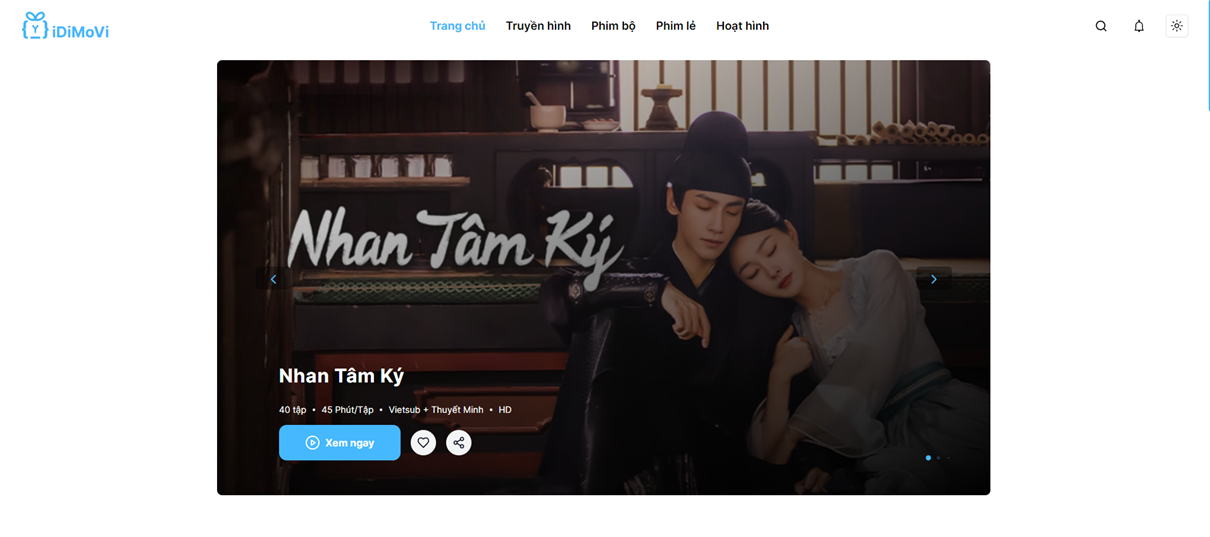 {Y} iDiMoVi
Trang chủ Truyền hình Phim bộ Phim lẻ Hoạt hình
Nhan Tâm Ký
Nhan Tâm Ký
40 tập • 45 Phút/Tập • Vietsub + Thuyết Minh • HD
Xem ngay